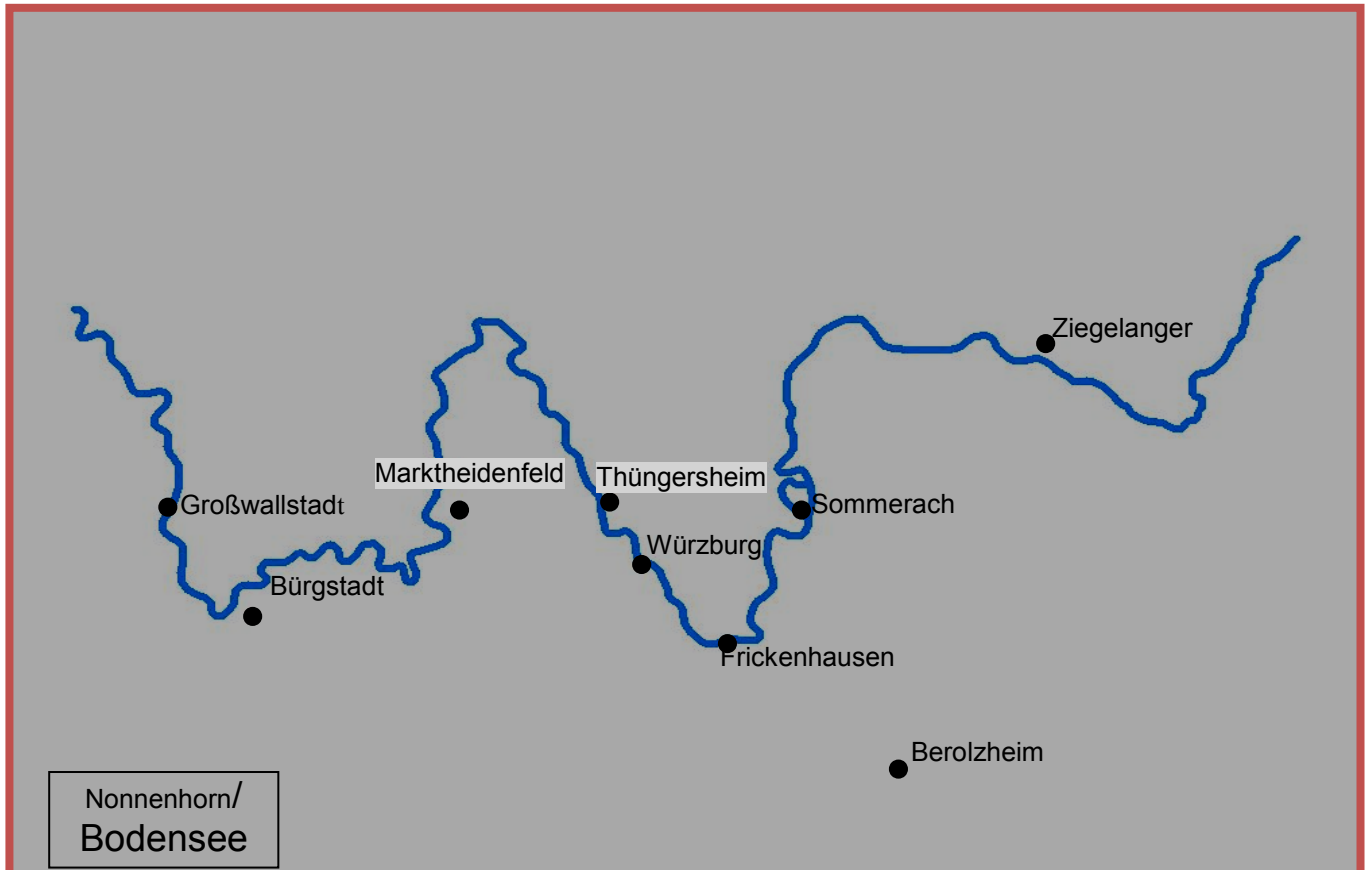 Ziegelanger
Marktheidenfeld
Thüngersheim
Großwallstadt
Sommerach
Würzburg
Bürgstadt
Frickenhausen
Berolzheim
Nonnenhorn/
Bodensee